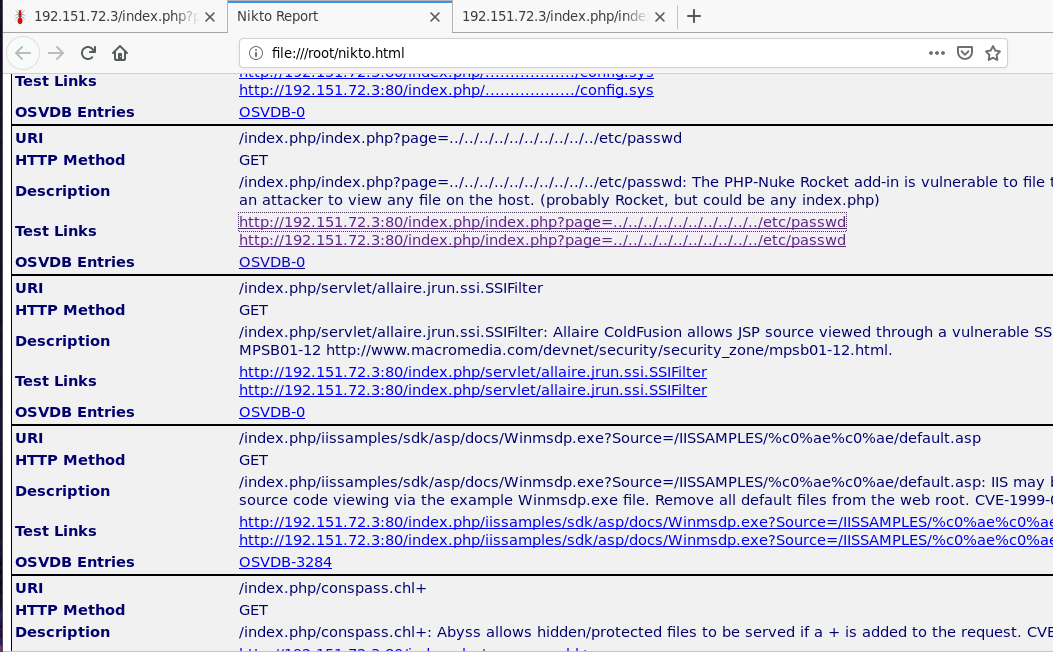 192.151.72.3/index.php?p
Nikto Report
192.151.72.3/index.php/inde
file:///root/nikto.html
Test Links
http://192.151.72.3:80/index.php/................../config.sys
http://192.151.72.3:80/index.php/................../config.sys
OSVDB Entries OSVDB-0
URI /index.php/index.php?page=../../../../../../../../../../etc/passwd
HTTP Method GET
Description
/index.php/index.php?page=../../../../../../../../../../etc/passwd: The PHP-Nuke Rocket add-in is vulnerable to file t
an attacker to view any file on the host. (probably Rocket, but could be any index.php)
Test Links
http://192.151.72.3:80/index.php/index.php?page=../../../../../../../../../../etc/passwd
http://192.151.72.3:80/index.php/index.php?page=../../../../../../../../../../etc/passwd
OSVDB Entries OSVDB-0
URI /index.php/servlet/allaire.jrun.ssi.SSIFilter
HTTP Method GET
Description
/index.php/servlet/allaire.jrun.ssi.SSIFilter: Allaire ColdFusion allows JSP source viewed through a vulnerable SS
MPSB01-12 http://www.macromedia.com/devnet/security/security_zone/mpsb01-12.html.
Test Links
http://192.151.72.3:80/index.php/servlet/allaire.jrun.ssi.SSIFilter
http://192.151.72.3:80/index.php/servlet/allaire.jrun.ssi.SSIFilter
OSVDB Entries OSVDB-0
URI /index.php/iissamples/sdk/asp/docs/Winmsdp.exe?Source=/IISSAMPLES/%c0%ae%c0%ae/default.asp
HTTP Method GET
Description
/index.php/iissamples/sdk/asp/docs/Winmsdp.exe?Source=/IISSAMPLES/%c0%ae%c0%ae/default.asp: IIS may b
source code viewing via the example Winmsdp.exe file. Remove all default files from the web root. CVE-1999-0
Test Links
http://192.151.72.3:80/index.php/iissamples/sdk/asp/docs/Winmsdp.exe?Source=/IISSAMPLES/%c0%ae%c0%ae
http://192.151.72.3:80/index.php/iissamples/sdk/asp/docs/Winmsdp.exe?Source=/IISSAMPLES/%c0%ae%c0%ae
OSVDB Entries OSVDB-3284
URI /index.php/conspass.chl+
HTTP Method GET
Description /index.php/conspass.chl+: Abyss allows hidden/protected files to be served if a + is added to the request. CVE